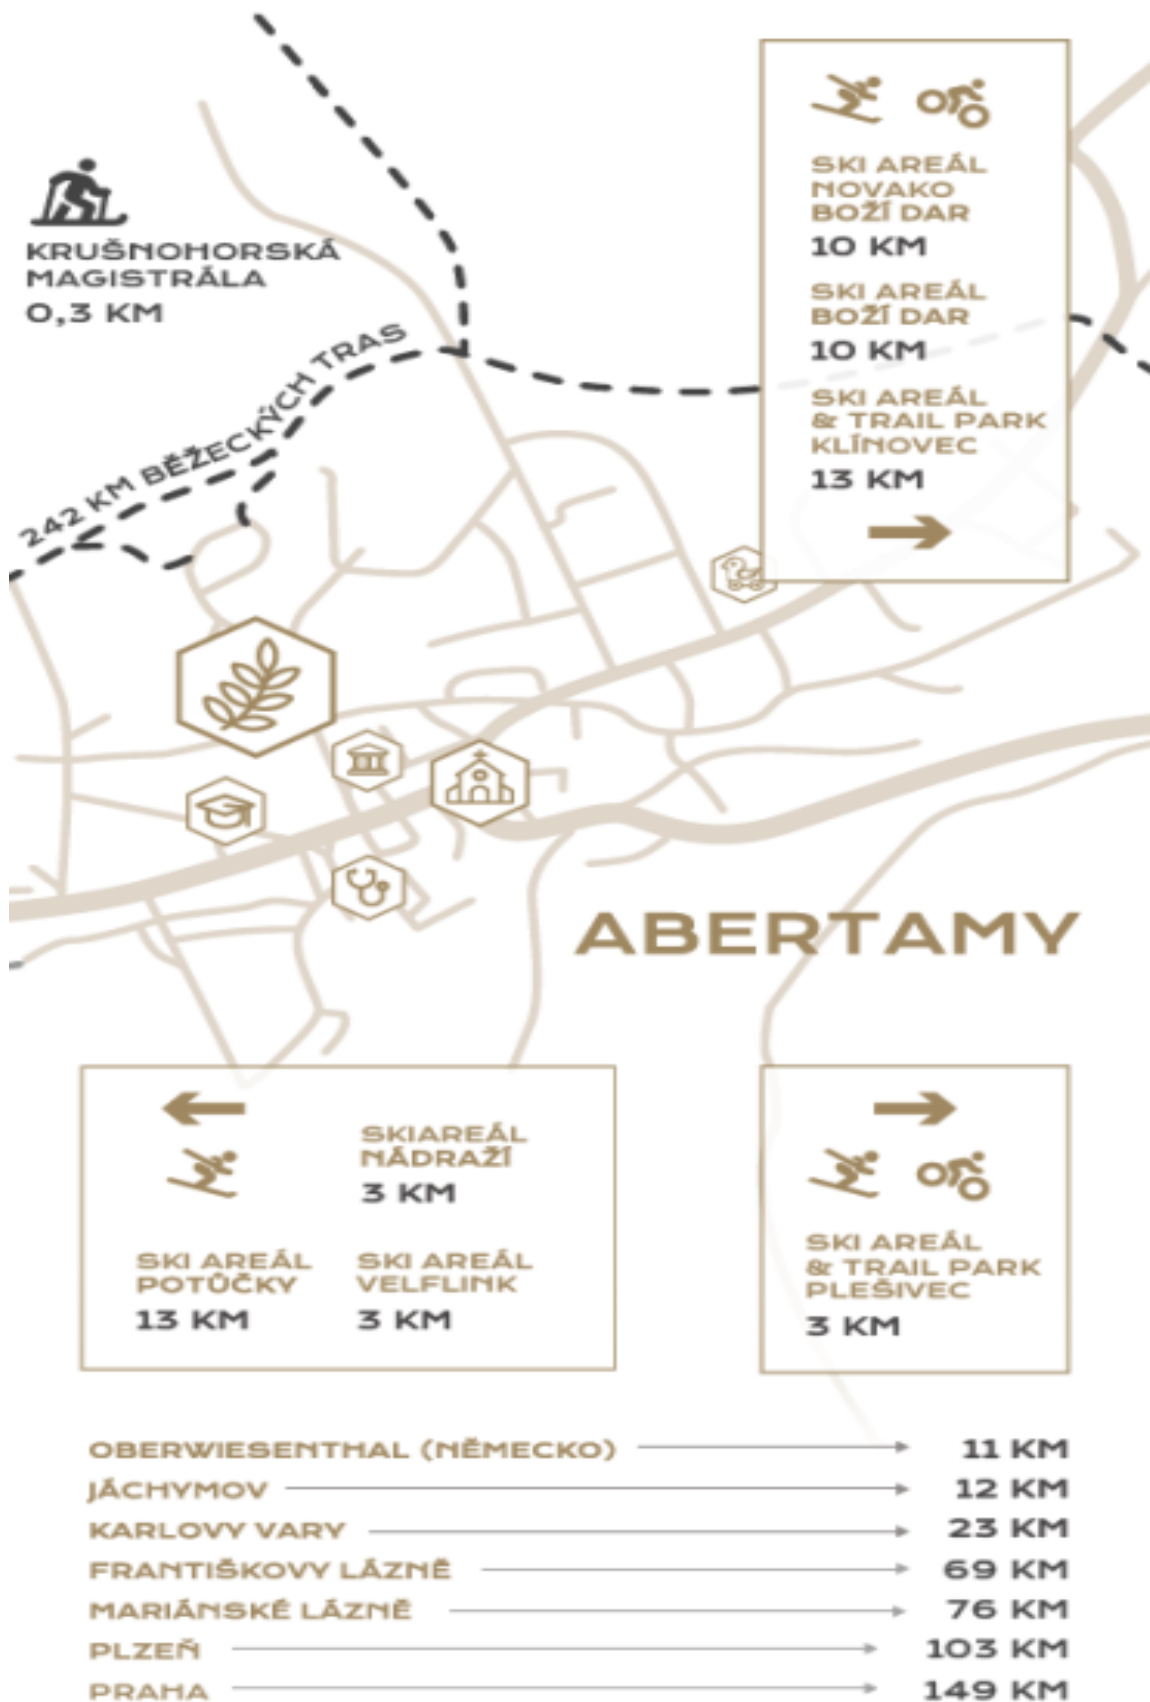 KRUŠNOHORSKÁ
MAGISTRÁLA
0,3 KM
242 KM BĚŽECKÝCH TRAS
SKI AREÁL
NOVAKO
BOŽÍ DAR
10 KM
SKI AREÁL
BOŽÍ DAR
10 KM
SKI AREÁL
& TRAIL PARK
KLÍNOVEC
13 KM
ABERTAMY
SKIAREÁL
NÁDRAŽÍ
3 KM
SKI AREÁL
POTŮČKY
13 KM
SKI AREÁL
VELFLINK
3 KM
SKI AREÁL
& TRAIL PARK
PLEŠIVEC
3 KM
OBERWIESENTHAL (NĚMECKO) 11 KM
JÁCHYMOV 12 KM
KARLOVY VARY 23 KM
FRANTIŠKOVY LÁZNĚ 69 KM
MARIÁNSKÉ LÁZNĚ 76 KM
PLZEŇ 103 KM
PRAHA 149 KM